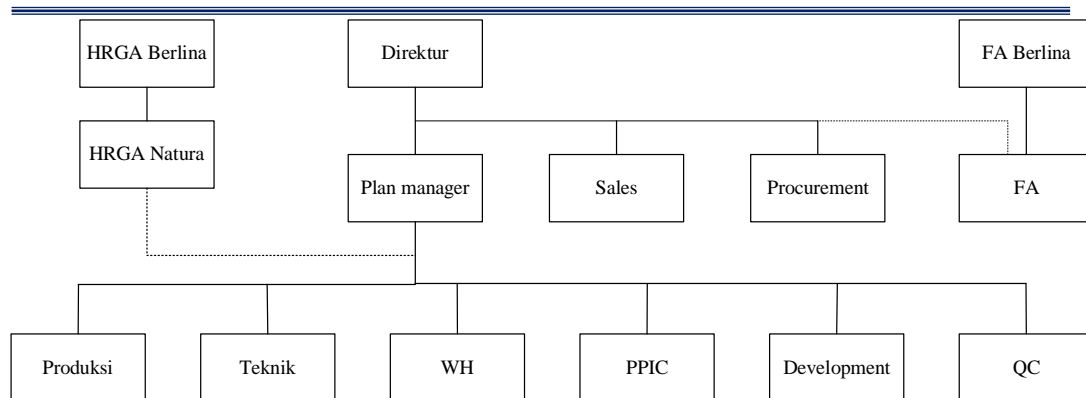 HRGA Berlina
Direktur
FA Berlina
HRGA Natura
Plan manager
Sales
Procurement
FA
Produksi
Teknik
WH
PPIC
Development
QC